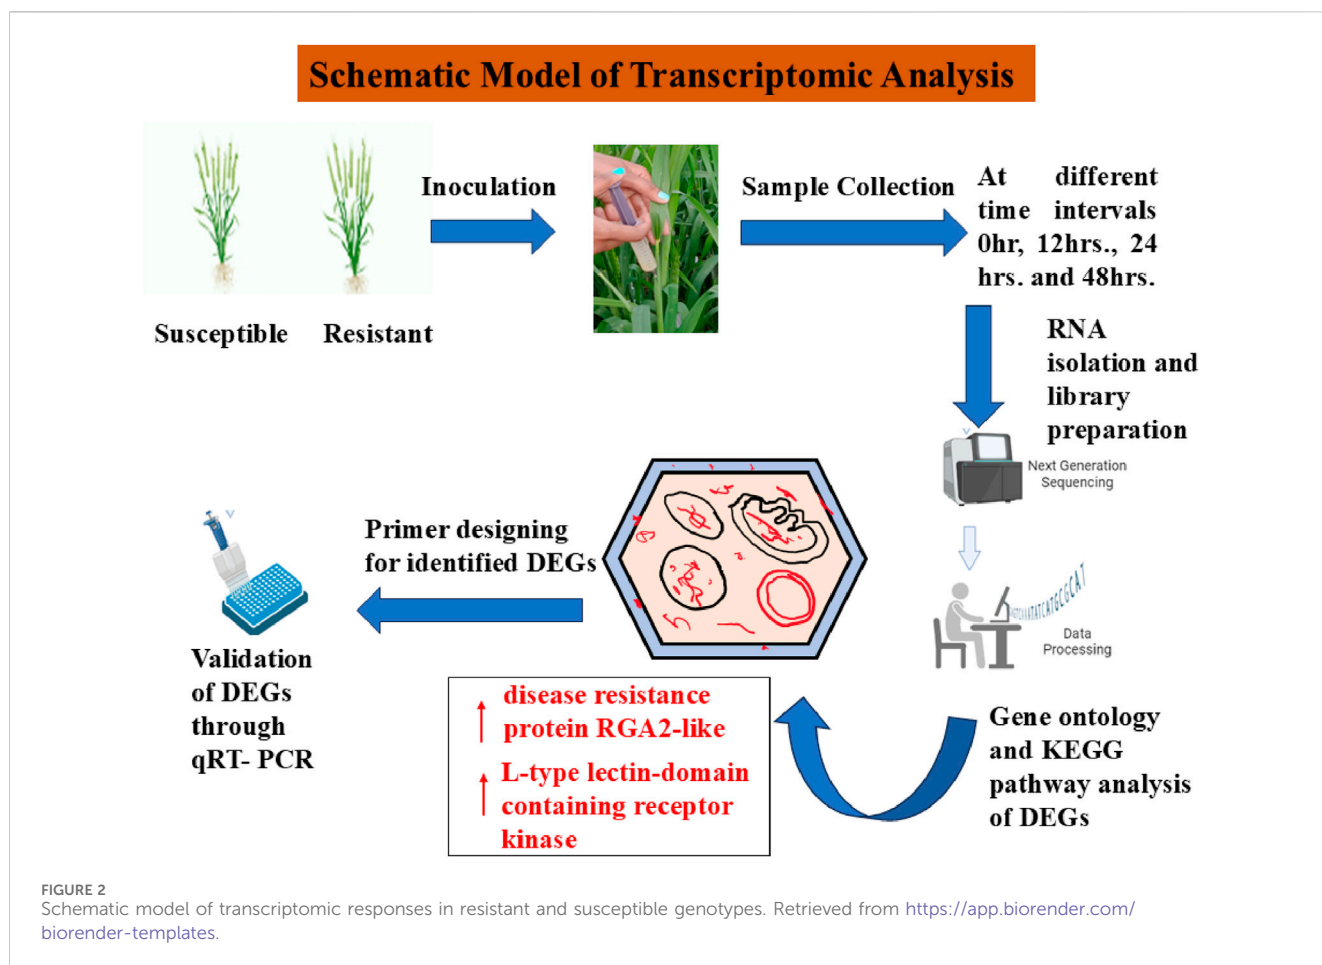 Schematic Model of Transcriptomic Analysis
Susceptible
Resistant
Inoculation
Sample Collection
At different
time intervals
0hr, 12hrs., 24
hrs. and 48hrs.
RNA
isolation and
library
preparation
Next Generation
Sequencing
Data
Processing
Gene ontology
and KEGG
pathway analysis
of DEGs
disease resistance
protein RGA2-like
L-type lectin-domain
containing receptor
kinase
Primer designing
for identified DEGs
Validation
of DEGs
through
qRT- PCR
FIGURE 2
Schematic model of transcriptomic responses in resistant and susceptible genotypes. Retrieved from https://app.biorender.com/
biorender-templates.